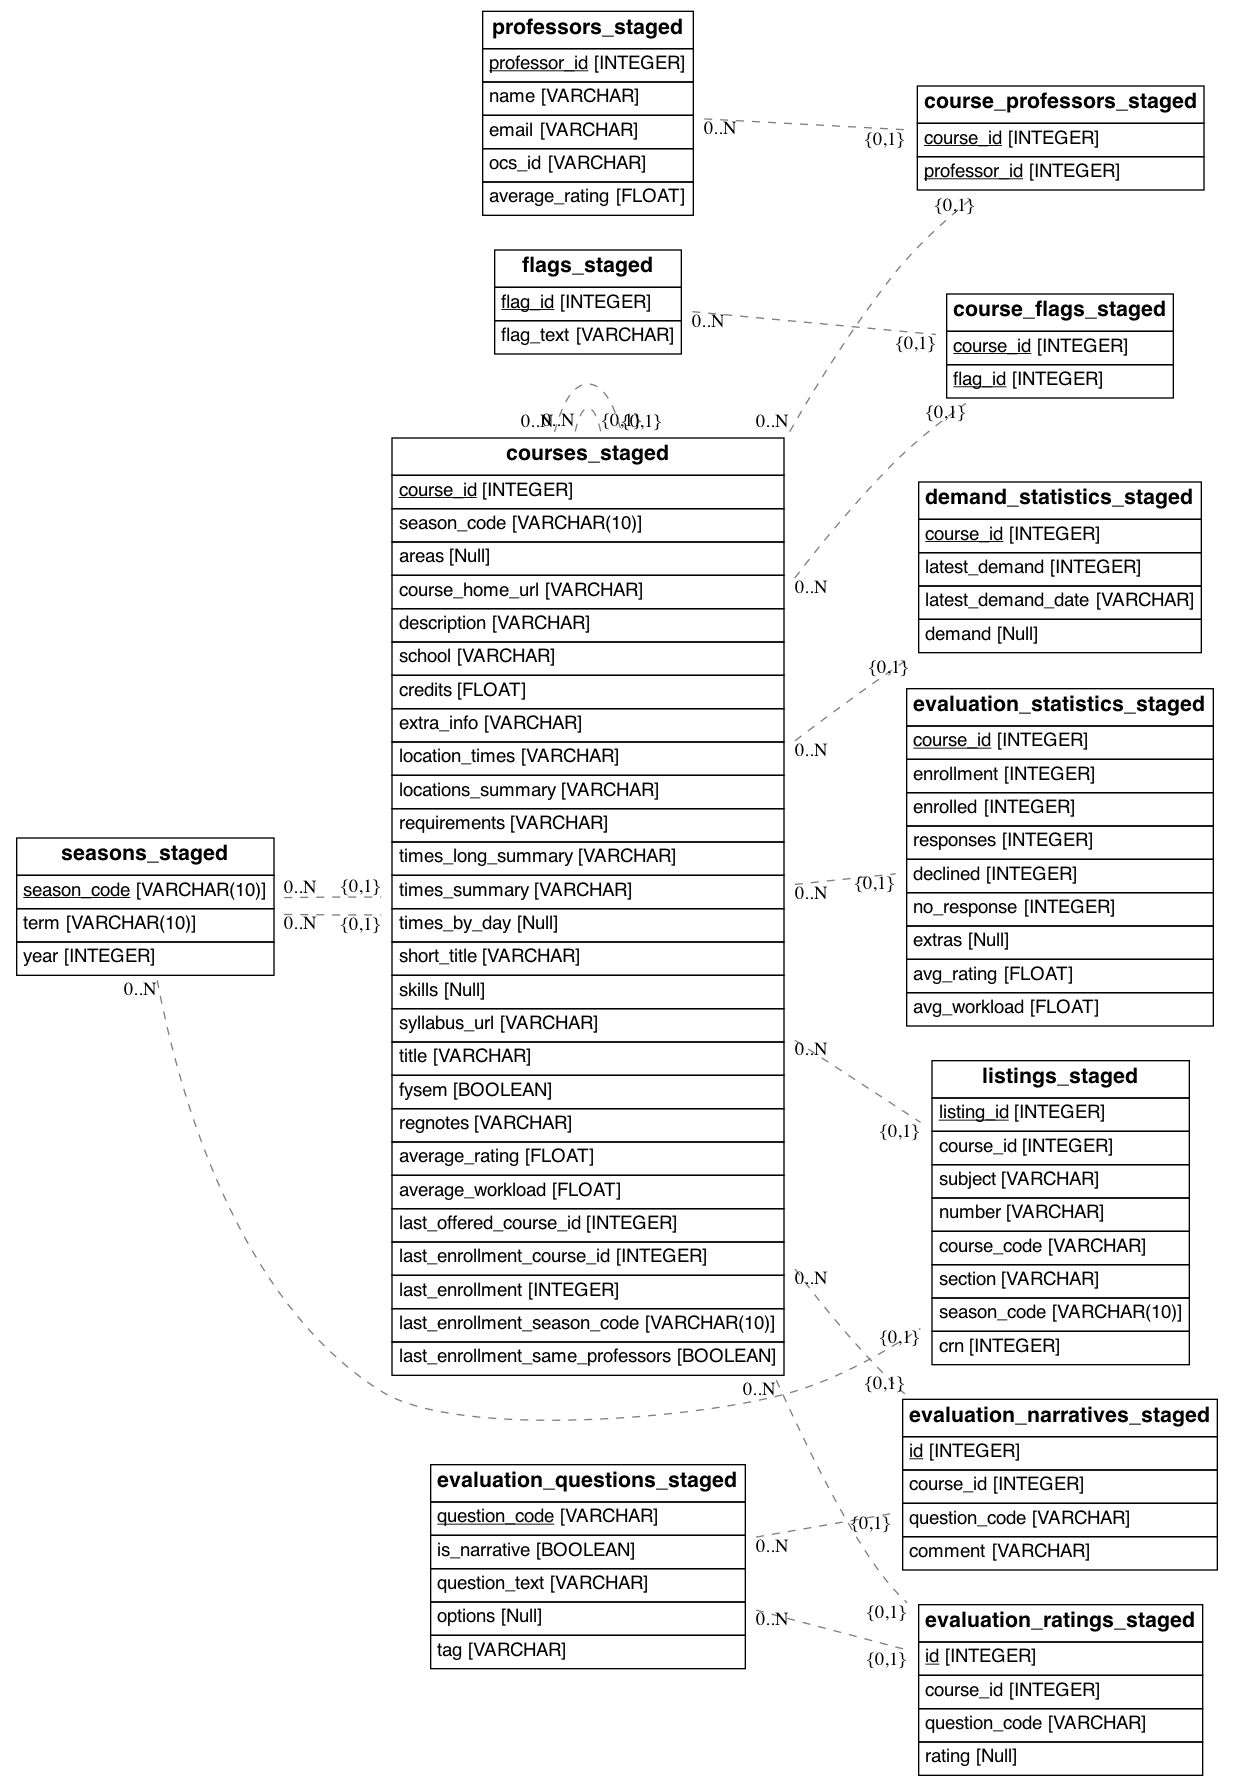 professors_staged
professor_id [INTEGER]
name [VARCHAR]
email [VARCHAR]
ocs_id [VARCHAR]
average_rating [FLOAT]
0..N
{0,1}
course_professors_staged
course_id [INTEGER]
professor_id [INTEGER]
{0,1}
flags_staged
flag_id [INTEGER]
flag_text [VARCHAR]
0..N
{0,1}
course_flags_staged
course_id [INTEGER]
flag_id [INTEGER]
{0,1}
0..N
0..N
{0,1}
{0,1}
0..N
courses_staged
course_id [INTEGER]
season_code [VARCHAR(10)]
areas [Null]
course_home_url [VARCHAR]
description [VARCHAR]
school [VARCHAR]
credits [FLOAT]
extra_info [VARCHAR]
location_times [VARCHAR]
locations_summary [VARCHAR]
requirements [VARCHAR]
times_long_summary [VARCHAR]
times_summary [VARCHAR]
times_by_day [Null]
short_title [VARCHAR]
skills [Null]
syllabus_url [VARCHAR]
title [VARCHAR]
fysem [BOOLEAN]
regnotes [VARCHAR]
average_rating [FLOAT]
average_workload [FLOAT]
last_offered_course_id [INTEGER]
last_enrollment_course_id [INTEGER]
last_enrollment [INTEGER]
last_enrollment_season_code [VARCHAR(10)]
last_enrollment_same_professors [BOOLEAN]
0..N
demand_statistics_staged
course_id [INTEGER]
latest_demand [INTEGER]
latest_demand_date [VARCHAR]
demand [Null]
{0,1}
0..N
evaluation_statistics_staged
course_id [INTEGER]
enrollment [INTEGER]
enrolled [INTEGER]
responses [INTEGER]
declined [INTEGER]
no_response [INTEGER]
extras [Null]
avg_rating [FLOAT]
avg_workload [FLOAT]
0..N
{0,1}
seasons_staged
season_code [VARCHAR(10)]
term [VARCHAR(10)]
year [INTEGER]
0..N
{0,1}
0..N
{0,1}
0..N
listings_staged
listing_id [INTEGER]
course_id [INTEGER]
subject [VARCHAR]
number [VARCHAR]
course_code [VARCHAR]
section [VARCHAR]
season_code [VARCHAR(10)]
crn [INTEGER]
0..N
{0,1}
0..N
{0,1}
{0,1}
0..N
evaluation_narratives_staged
id [INTEGER]
course_id [INTEGER]
question_code [VARCHAR]
comment [VARCHAR]
evaluation_questions_staged
question_code [VARCHAR]
is_narrative [BOOLEAN]
question_text [VARCHAR]
options [Null]
tag [VARCHAR]
0..N
{0,1}
0..N
{0,1}
{0,1}
evaluation_ratings_staged
id [INTEGER]
course_id [INTEGER]
question_code [VARCHAR]
rating [Null]